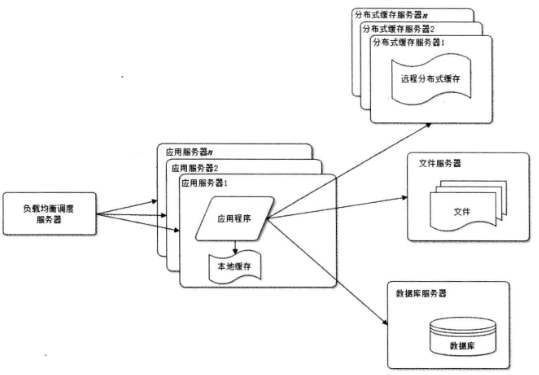 分布式缓存服务器n
分布式缓存服务器2
分布式缓存服务器1
远程分布式缓存
应用服务器n
应用服务器2
应用服务器1
应用程序
本地缓存
负载均衡调度
服务器
文件服务器
文件
数据库服务器
数据库